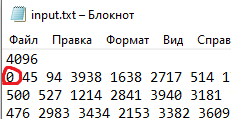 input.txt – Блокнот
Файл Правка Формат Вид Справ
4096
0 45 94 3938 1638 2717 514 1
500 527 1214 2841 3940 3181
476 2983 3434 2153 3382 3609